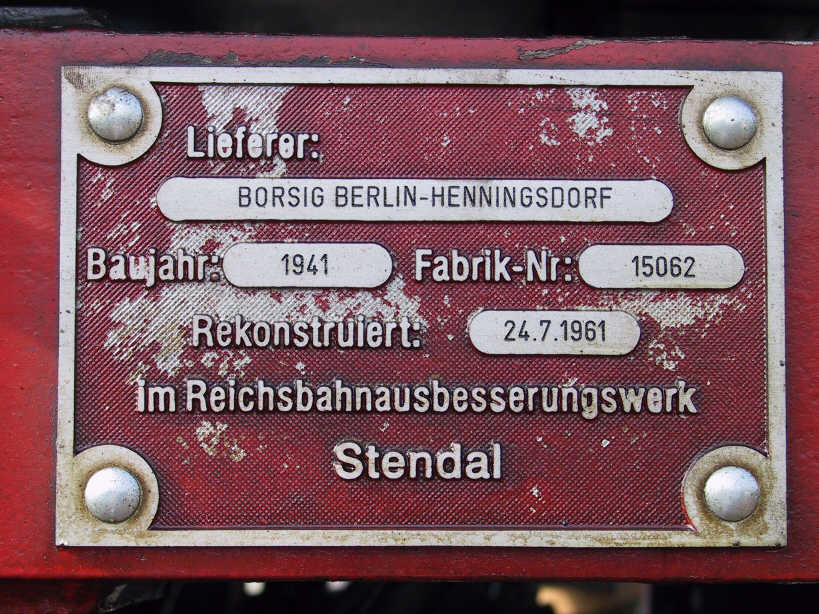 Lieferer:
BORSIG BERLIN-HENNINGSDORF
Baujahr: 1941 Fabrik-Nr: 15062
Rekonstruiert: 24.7.1961
im Reichsbahnausbesserungswerk
Stendal